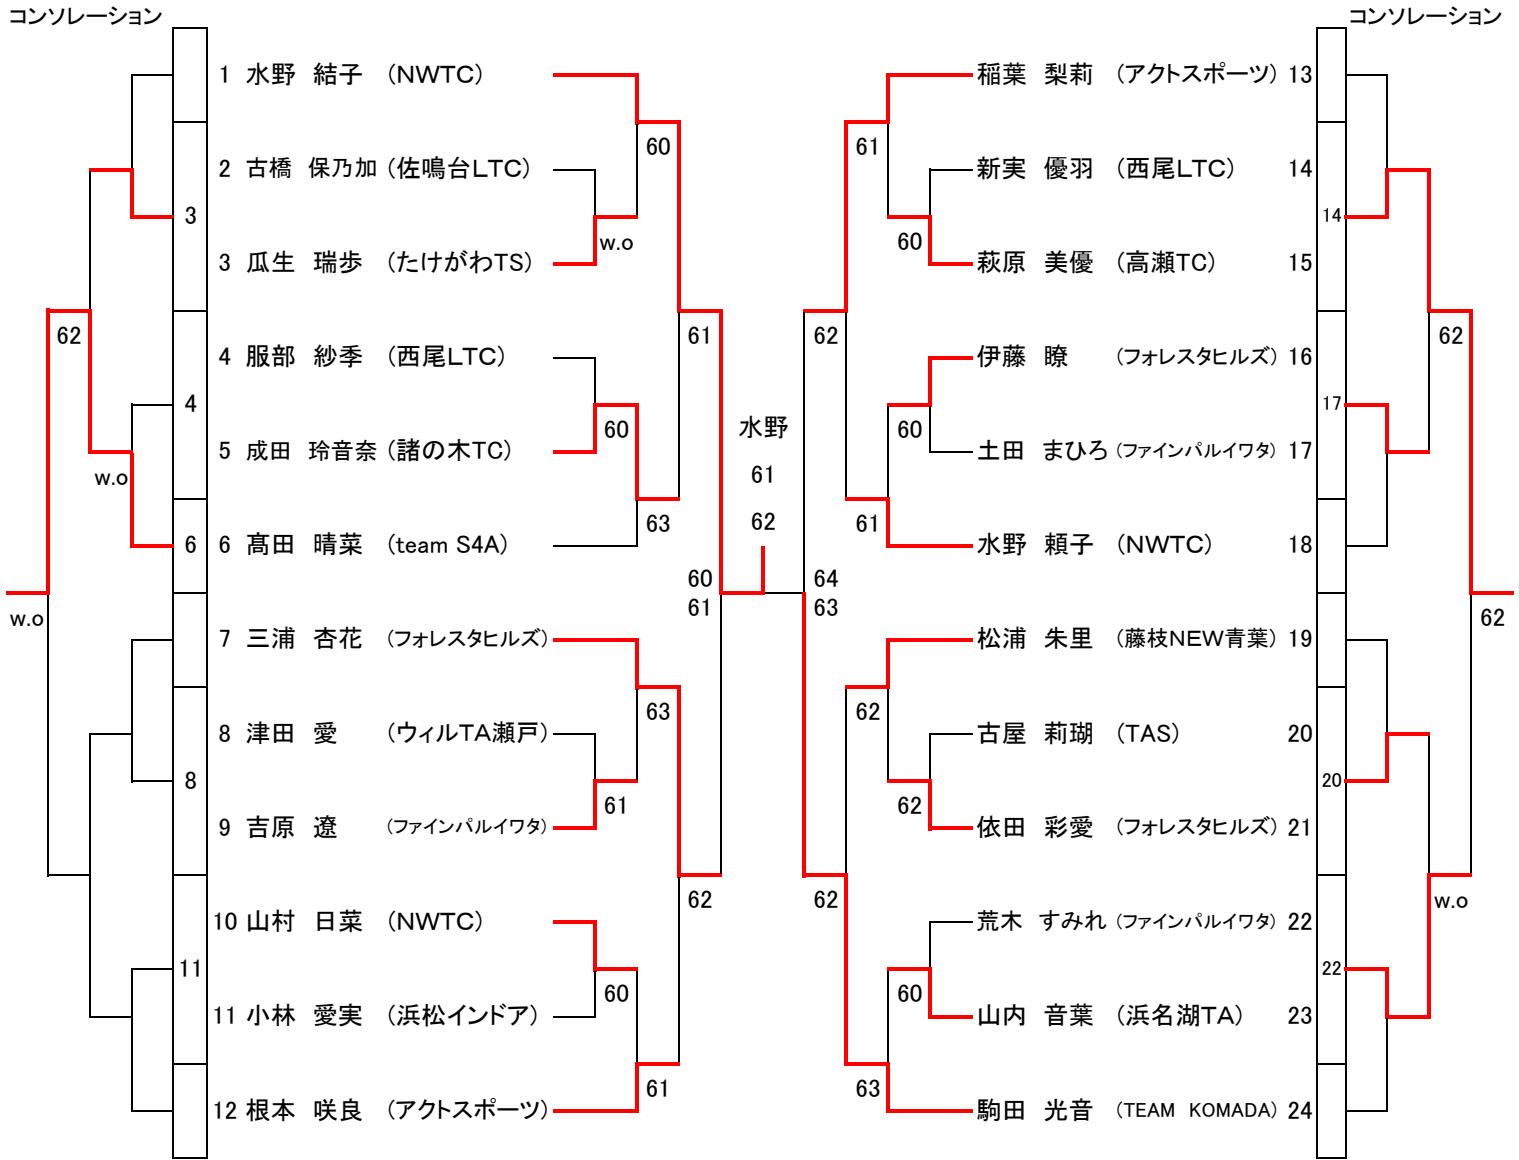 コンソレーション
コンソレーション
1 水野 結子 (NWTC)
稲葉 梨莉 (アクトスポーツ) 13
60
61
2 古橋 保乃加 (佐鳴台LTC)
新実 優羽 (西尾LTC) 14
3
14
w.o
60
3 瓜生 瑞歩 (たけがわTS)
萩原 美優 (高瀬TC) 15
62
61
62
62
4 服部 紗季 (西尾LTC)
伊藤 瞭 (フォレスタヒルズ) 16
4
17
60
水野
60
5 成田 玲音奈 (諸の木TC)
土田 まひろ (ファインパルイワタ) 17
w.o
61
63
62
61
6
6 髙田 晴菜 (team S4A)
水野 頼子 (NWTC) 18
60
64
w.o
61
63
62
7 三浦 杏花 (フォレスタヒルズ)
松浦 朱里 (藤枝NEW青葉) 19
63
62
8 津田 愛 (ウィルTA瀬戸)
古屋 莉瑚 (TAS) 20
8
20
61
62
9 吉原 遼 (ファインパルイワタ)
依田 彩愛 (フォレスタヒルズ) 21
62
62
w.o
10 山村 日菜 (NWTC)
荒木 すみれ (ファインパルイワタ) 22
11
22
60
60
11 小林 愛実 (浜松インドア)
山内 音葉 (浜名湖TA) 23
61
63
12 根本 咲良 (アクトスポーツ)
駒田 光音 (TEAM KOMADA) 24